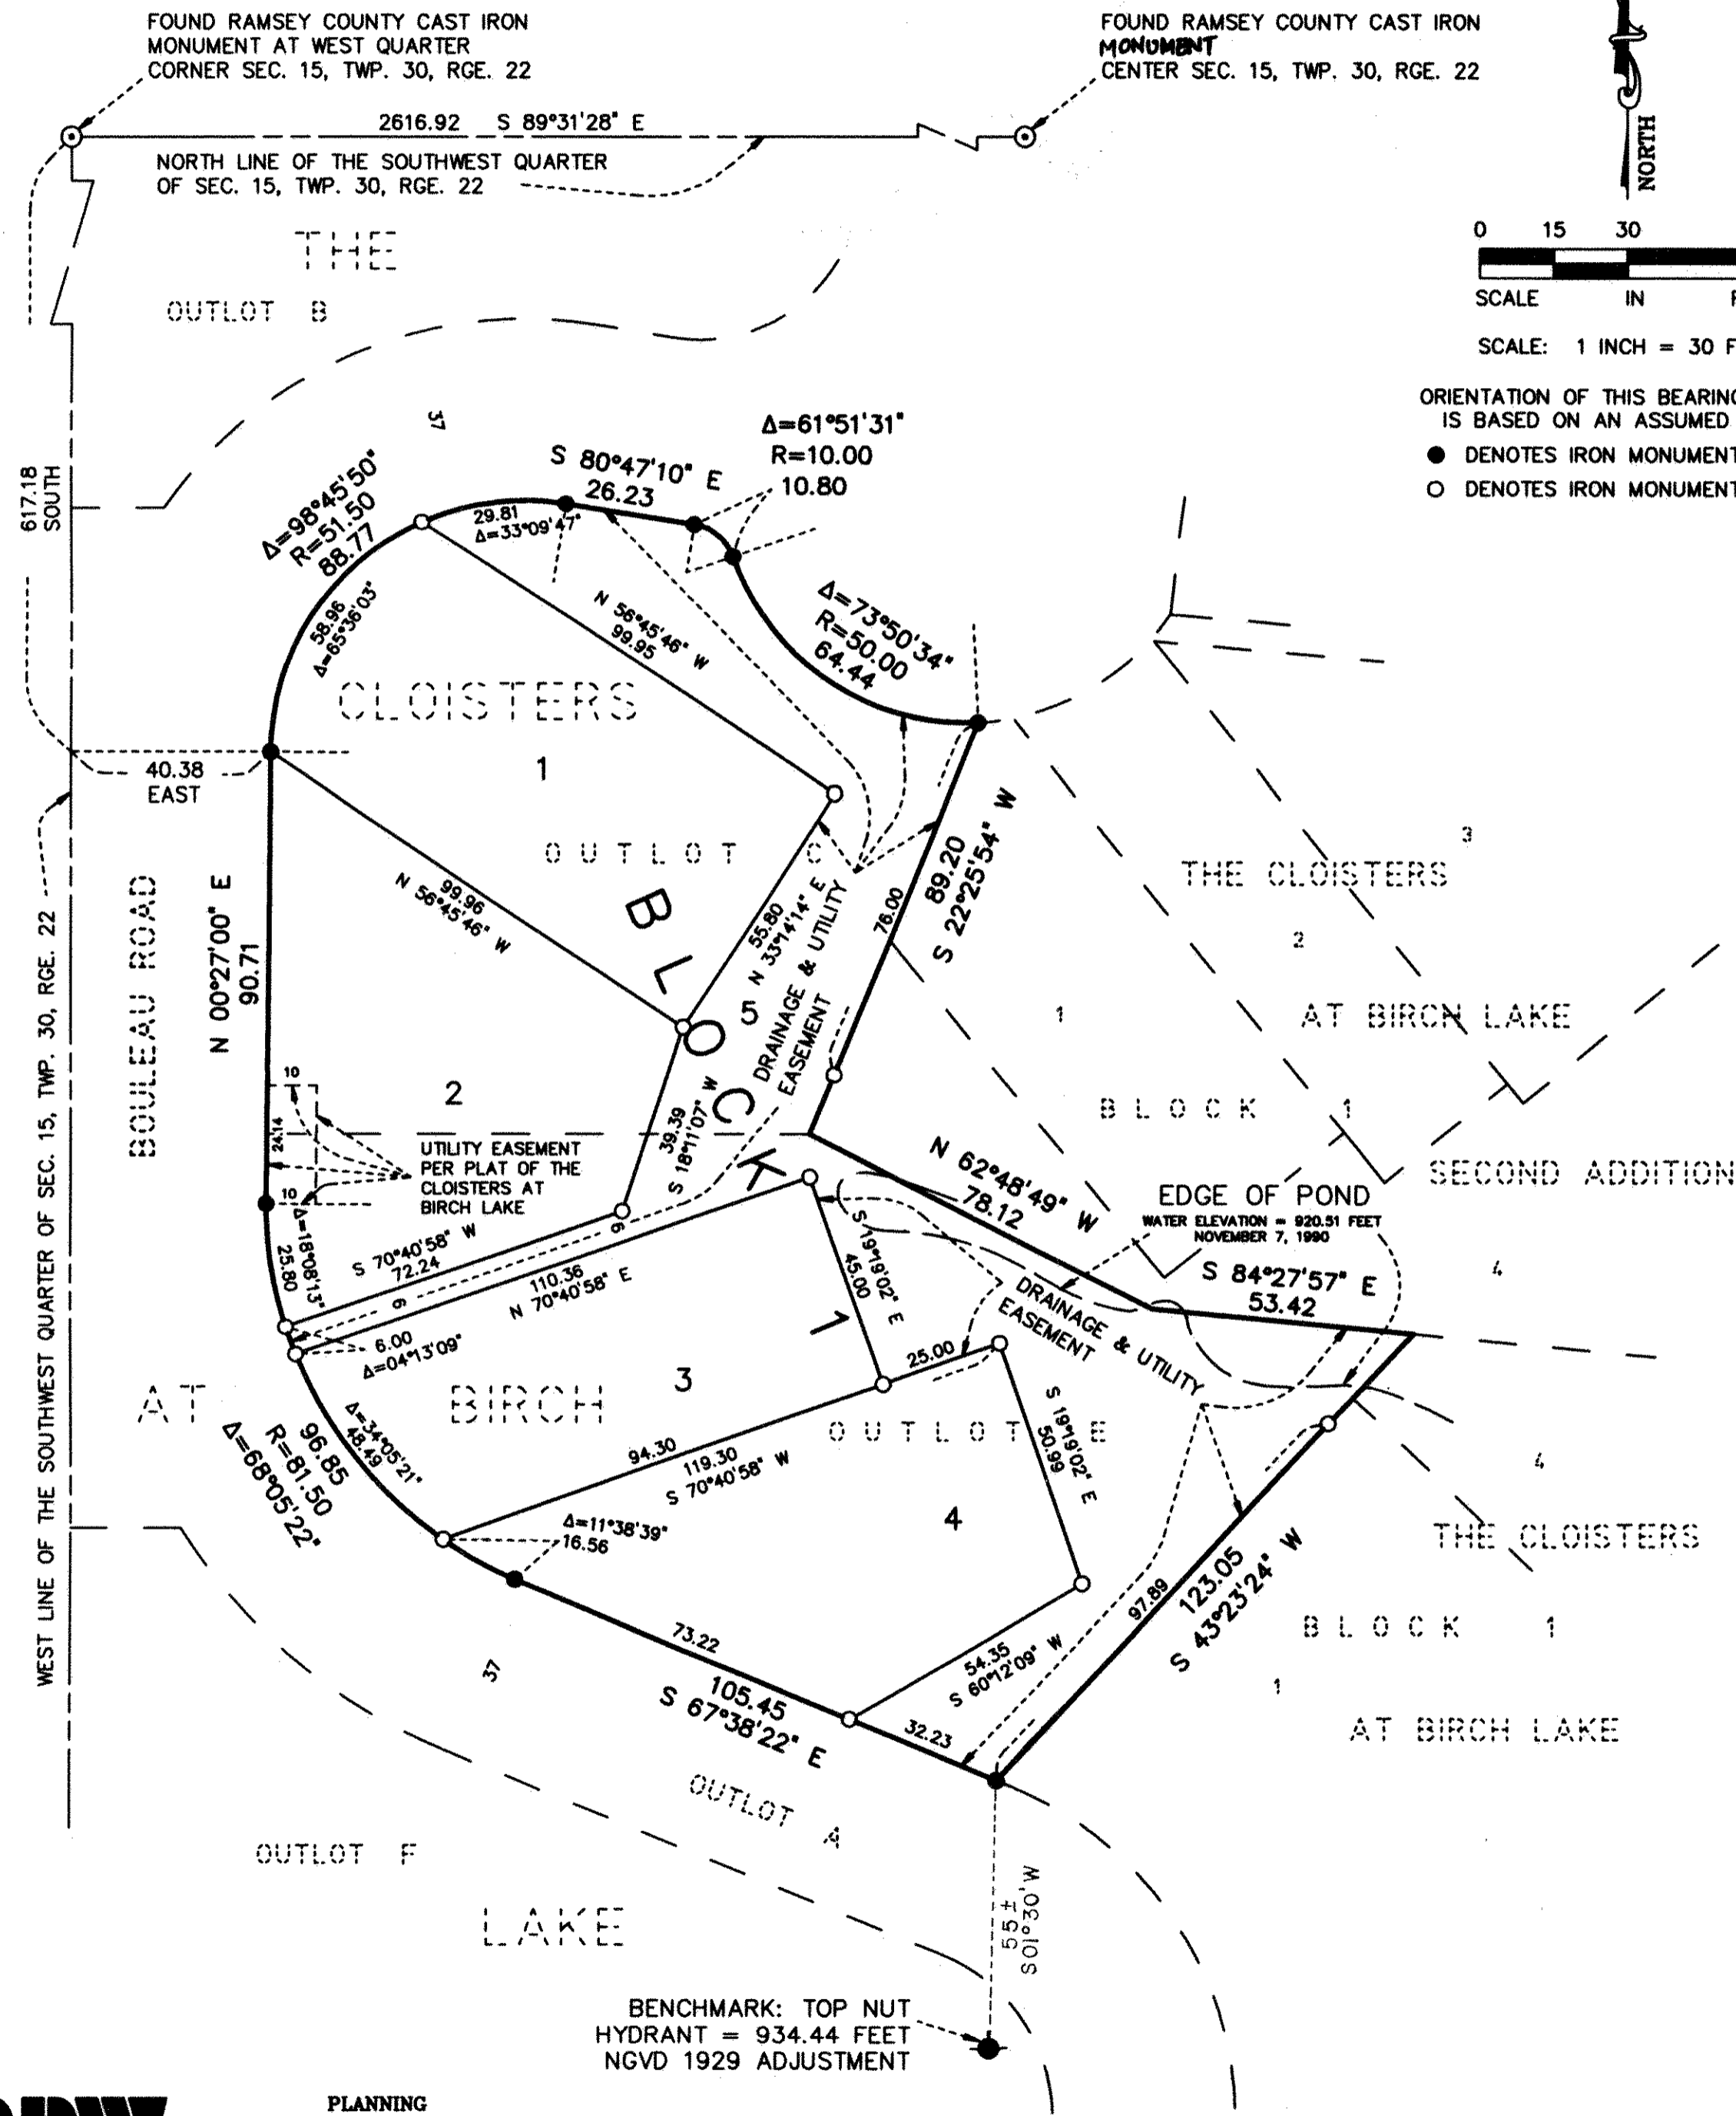 FOUND RAMSEY COUNTY CAST IRON
MONUMENT AT WEST QUARTER
CORNER SEC. 15, TWP. 30, RGE. 22
FOUND RAMSEY COUNTY CAST IRON
MONUMENT
CENTER SEC. 15, TWP. 30, RGE. 22
NORTH
2616.92 S 89°31'28" E
NORTH LINE OF THE SOUTHWEST QUARTER
OF SEC. 15, TWP. 30, RGE. 22
0 15 30
SCALE IN
SCALE: 1 INCH = 30 F
ORIENTATION OF THIS BEARING
IS BASED ON AN ASSUMED
● DENOTES IRON MONUMENT
○ DENOTES IRON MONUMENT
THE
OUTLOT B
37
617.18
SOUTH
Δ=98°45'50"
R=51.50
88.77
S 80°47'10" E
26.23
Δ=61°51'31"
R=10.00
10.80
29.81
Δ=33°09'47"
58.96
Δ=65°36'03"
N 56°45'46" W
99.95
Δ=73°50'34"
R=50.00
64.44
CLOISTERS
1
40.38
EAST
OUTLOT C
BLOCK 1
99.96
N 56°45'46" W
55.80
N 33°14'14" E
5
DRAINAGE & UTILITY
EASEMENT
76.00
89.20
S 22°25'54" W
3
THE CLOISTERS
2
1
AT BIRCH LAKE
BLOCK 1
SECOND ADDITION
4
BOULEAU ROAD
N 00°27'00" E
90.71
WEST LINE OF THE SOUTHWEST QUARTER OF SEC. 15, TWP. 30, RGE. 22
2
10
24.14
10
UTILITY EASEMENT
PER PLAT OF THE
CLOISTERS AT
BIRCH LAKE
39.39
S 18°11'07" W
N 62°48'49" W
78.12
EDGE OF POND
WATER ELEVATION = 920.51 FEET
NOVEMBER 7, 1990
S 84°27'57" E
53.42
Δ=18°08'13"
25.80
S 70°40'58" W
72.24
6
6
110.36
N 70°40'58" E
S 19°19'02" E
45.00
DRAINAGE & UTILITY
EASEMENT
6.00
Δ=04°13'09"
3
25.00
AT BIRCH
Δ=34°05'21"
48.49
96.85
R=81.50
Δ=68°05'22"
94.30
119.30
S 70°40'58" W
OUTLOT E
S 19°19'02" E
50.99
4
Δ=11°38'39"
16.56
4
THE CLOISTERS
BLOCK 1
1
AT BIRCH LAKE
97.89
123.05
S 43°23'24" W
73.22
105.45
S 67°38'22" E
54.35
S 60°12'09" W
32.23
37
OUTLOT A
OUTLOT F
LAKE
55±
S01°30'W
BENCHMARK: TOP NUT
HYDRANT = 934.44 FEET
NGVD 1929 ADJUSTMENT
PLANNING